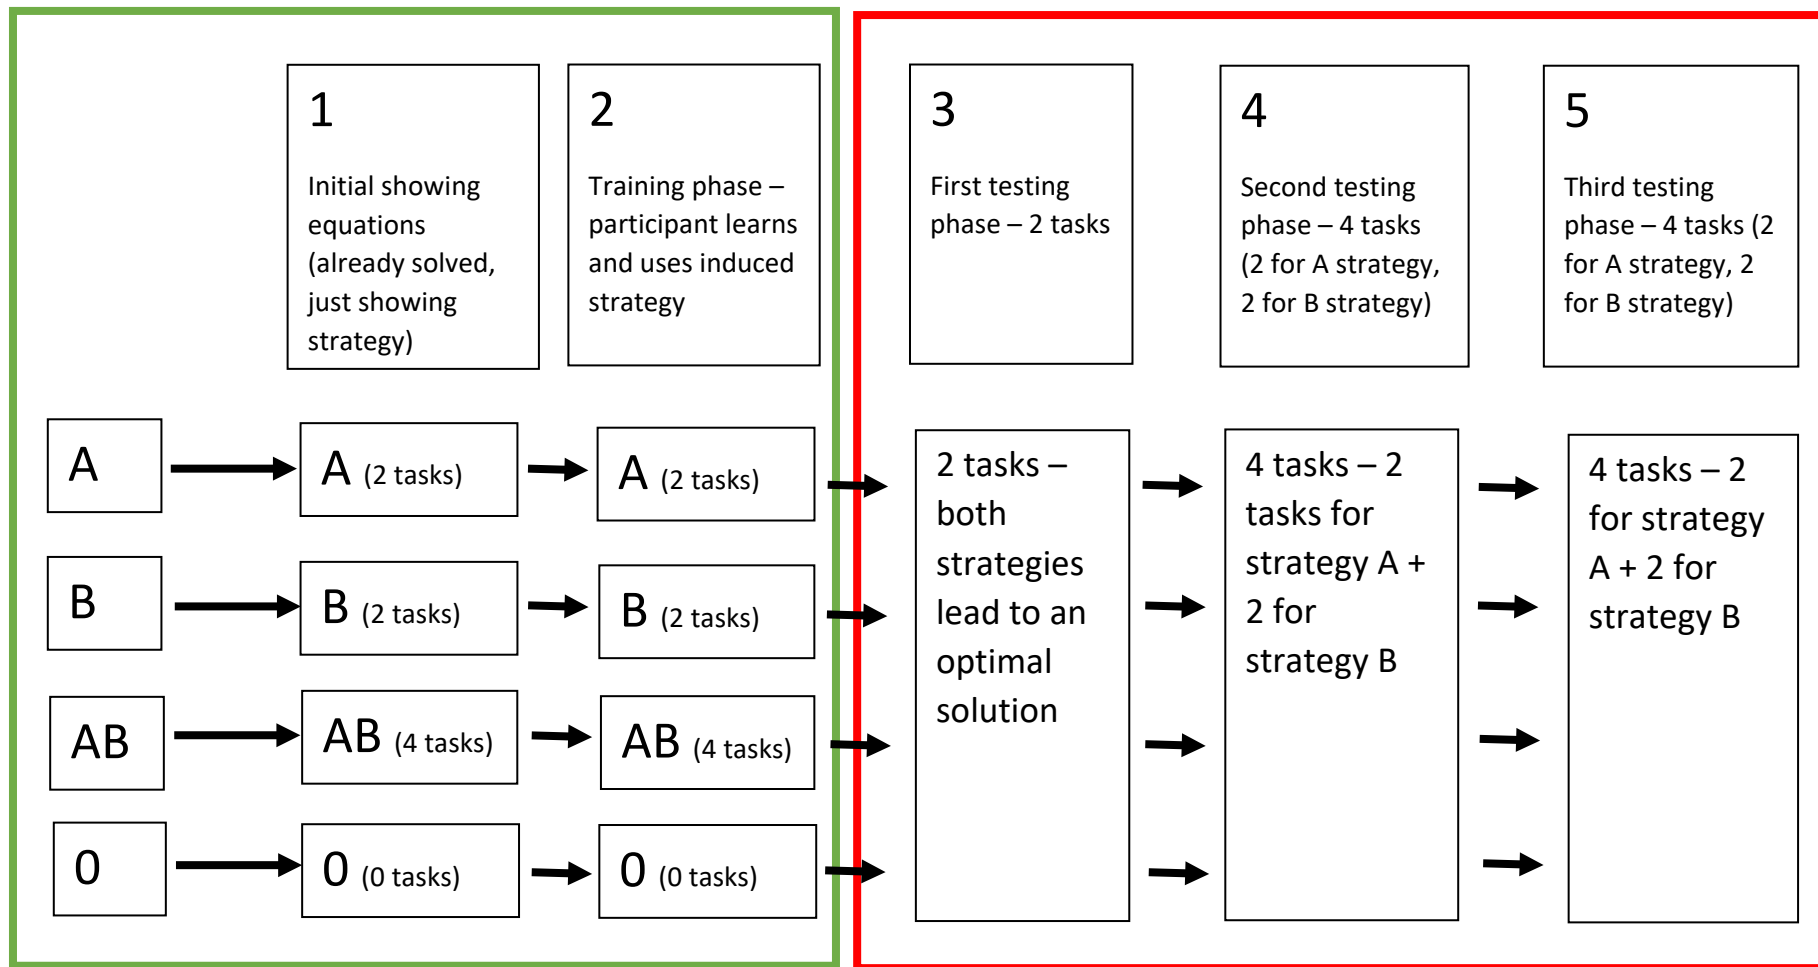 1
Initial showing
equations
(already solved,
just showing
strategy)
2
Training phase –
participant learns
and uses induced
strategy
3
First testing
phase – 2 tasks
4
Second testing
phase – 4 tasks
(2 for A strategy,
2 for B strategy)
5
Third testing
phase – 4 tasks (2
for A strategy, 2
for B strategy)
A
A (2 tasks)
A (2 tasks)
B
B (2 tasks)
B (2 tasks)
AB
AB (4 tasks)
AB (4 tasks)
0
0 (0 tasks)
0 (0 tasks)
2 tasks –
both
strategies
lead to an
optimal
solution
4 tasks – 2
tasks for
strategy A +
2 for
strategy B
4 tasks – 2
for strategy
A + 2 for
strategy B